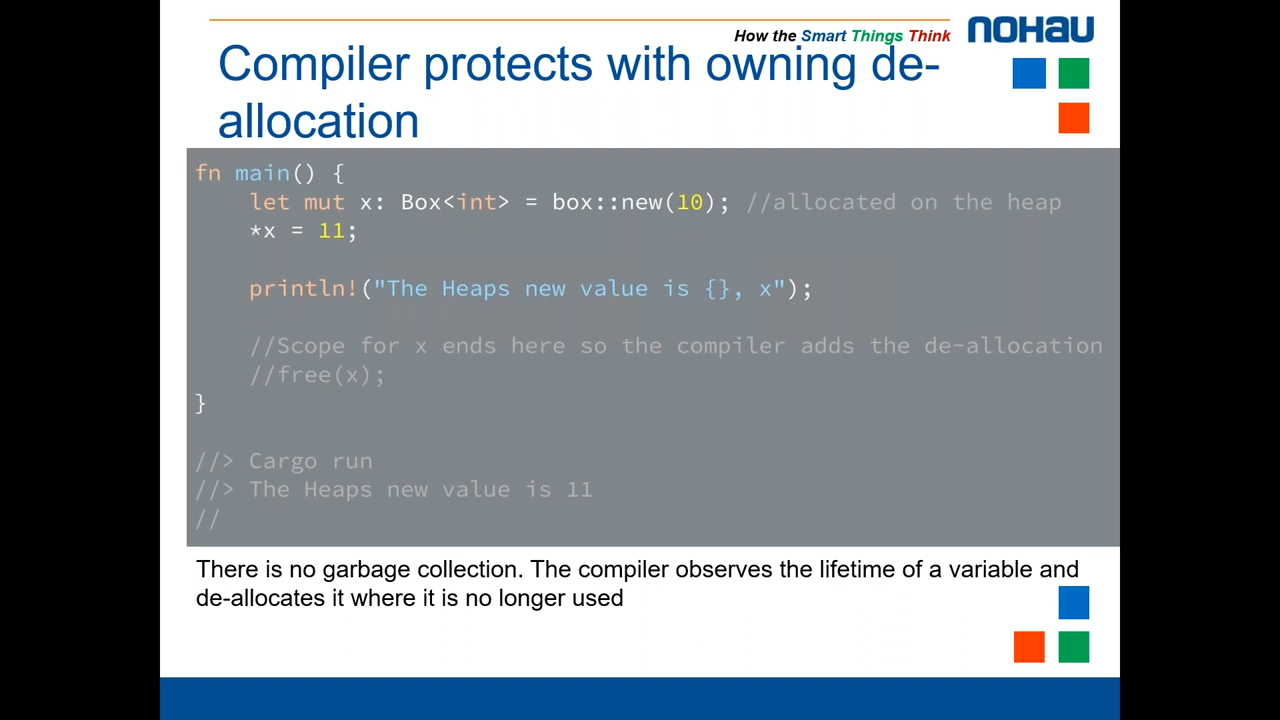 How the Smart Things Think
nohau
Compiler protects with owning de-
allocation
fn main() {
    let mut x: Box<int> = box::new(10); //allocated on the heap
    *x = 11;
    println!("The Heaps new value is {}, x");
    //Scope for x ends here so the compiler adds the de-allocation
    //free(x);
}
//> Cargo run
//> The Heaps new value is 11
//
There is no garbage collection. The compiler observes the lifetime of a variable and
de-allocates it where it is no longer used